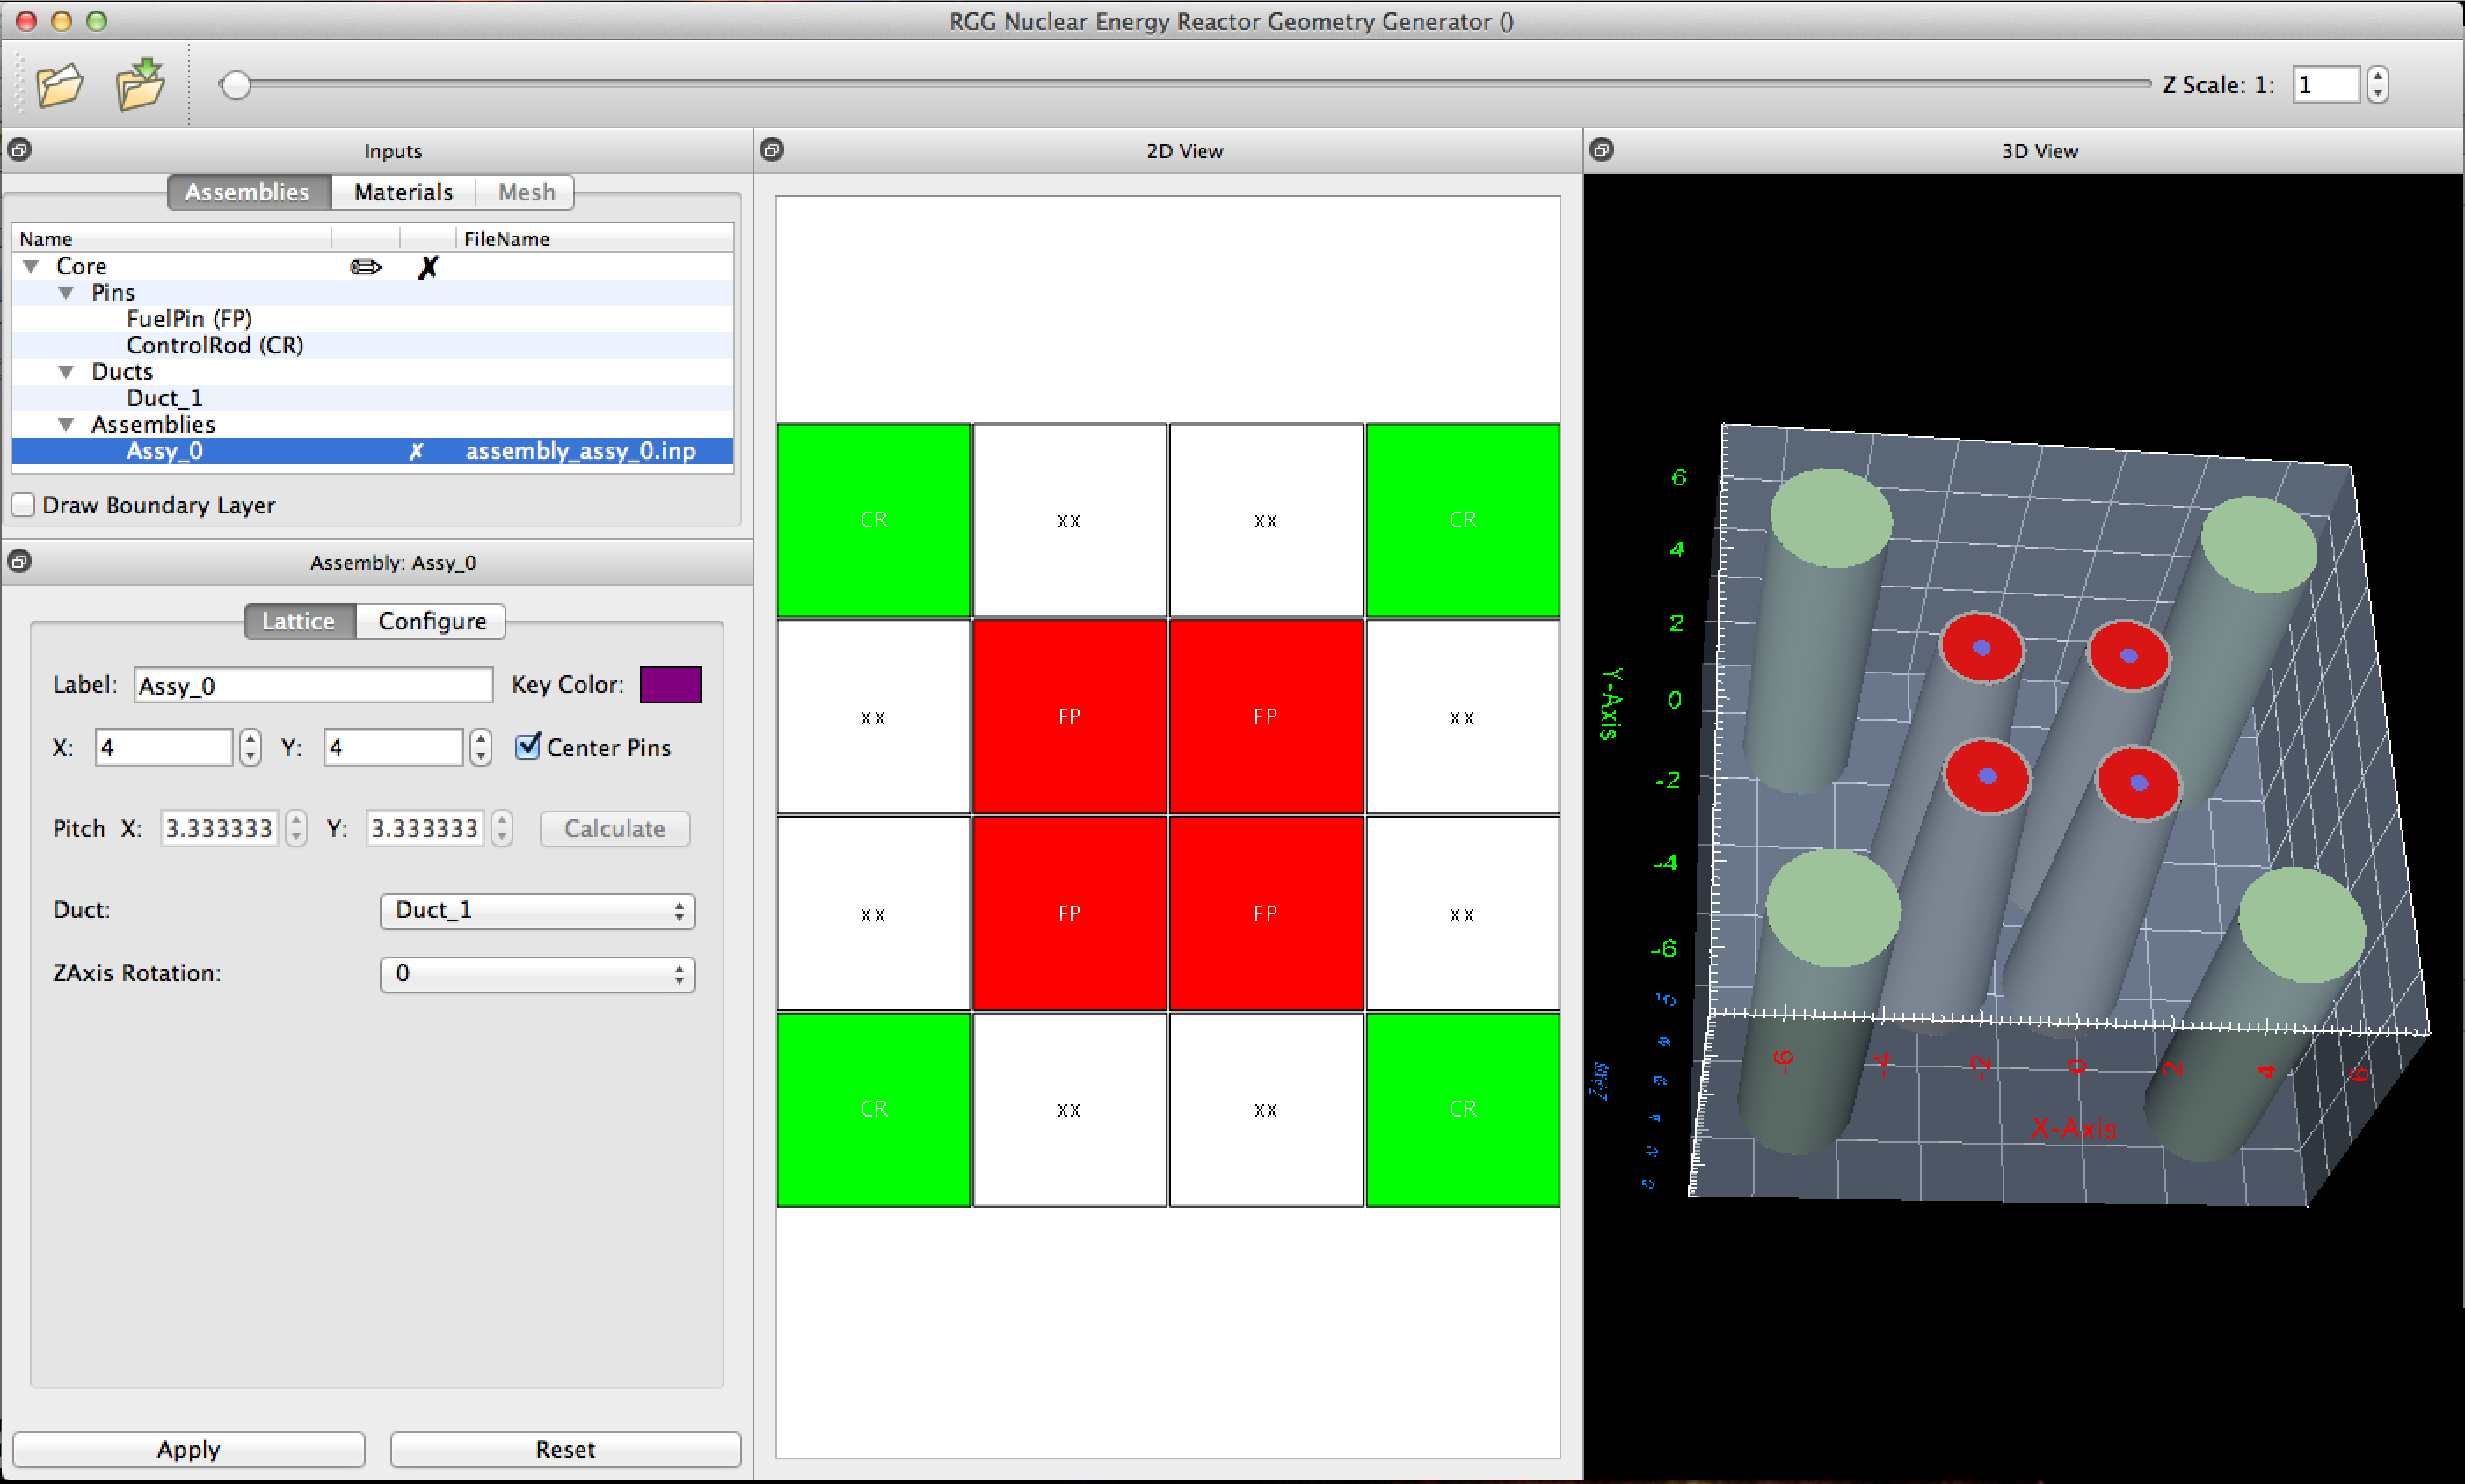 RGG Nuclear Energy Reactor Geometry Generator ()
Z Scale: 1: 1
Inputs
Assemblies Materials Mesh
Name FileName
Core
Pins
FuelPin (FP)
ControlRod (CR)
Ducts
Duct_1
Assemblies
Assy_0 assembly_assy_0.inp
Draw Boundary Layer
Assembly: Assy_0
Lattice Configure
Label: Assy_0 Key Color:
X: 4 Y: 4 Center Pins
Pitch X: 3.333333 Y: 3.333333 Calculate
Duct: Duct_1
ZAxis Rotation: 0
Apply Reset
2D View
CR xx xx CR
xx FP FP xx
xx FP FP xx
CR xx xx CR
3D View
6
4
2
0
-2
-4
-6
Y-Axis
-6 -4 -2 0 2 4 6
X-Axis